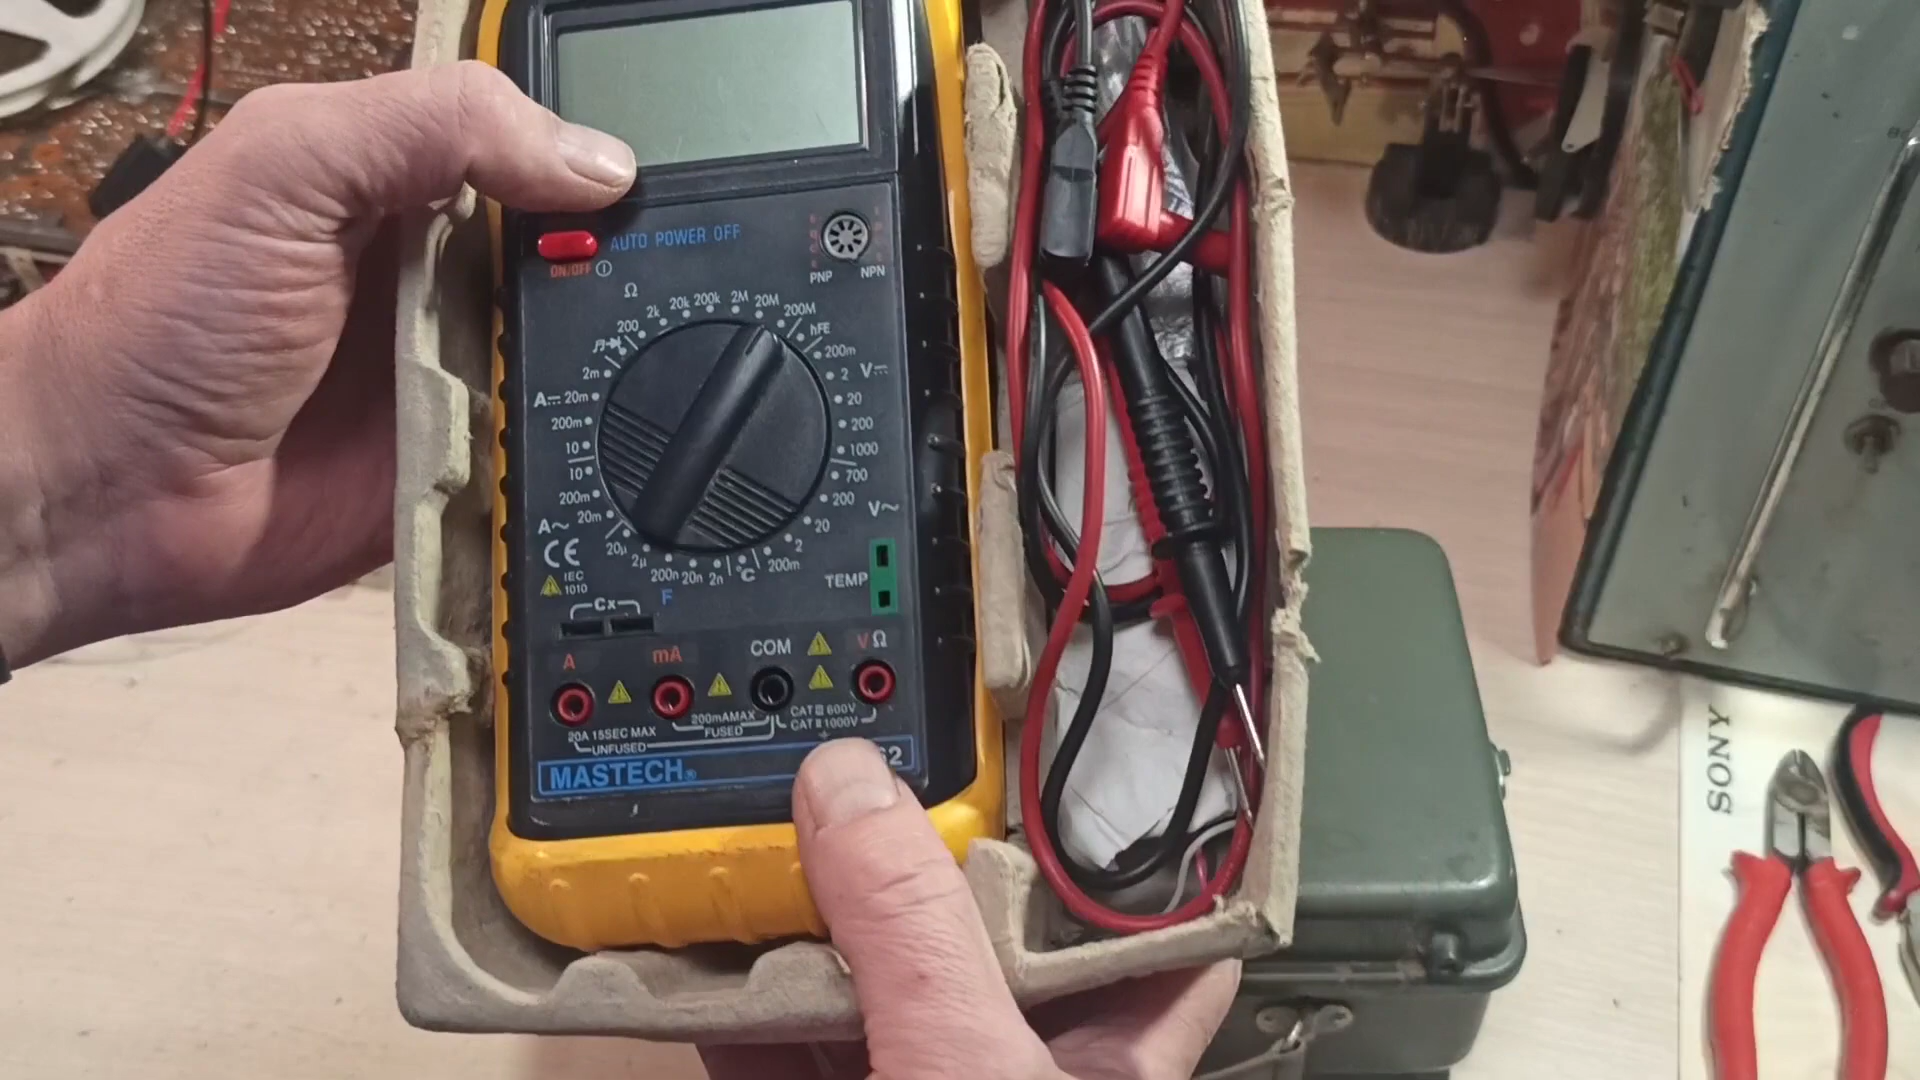 AUTO POWER OFF
ON/OFF
PNP
NPN
Ω
2k
20k
200k
2M
20M
200M
200
hFE
200m
2m
2
V⎓
A⎓
20m
20
200m
200
10
1000
10
700
200m
200
V~
A~
20m
20
20µ
2
2µ
200n
20n
2n
°C
200m
CE
IEC
1010
TEMP
F
Cx
A
mA
COM
VΩ
20A 15SEC MAX
UNFUSED
200mAMAX
FUSED
CAT III 600V
CAT II 1000V
MASTECH®
SONY